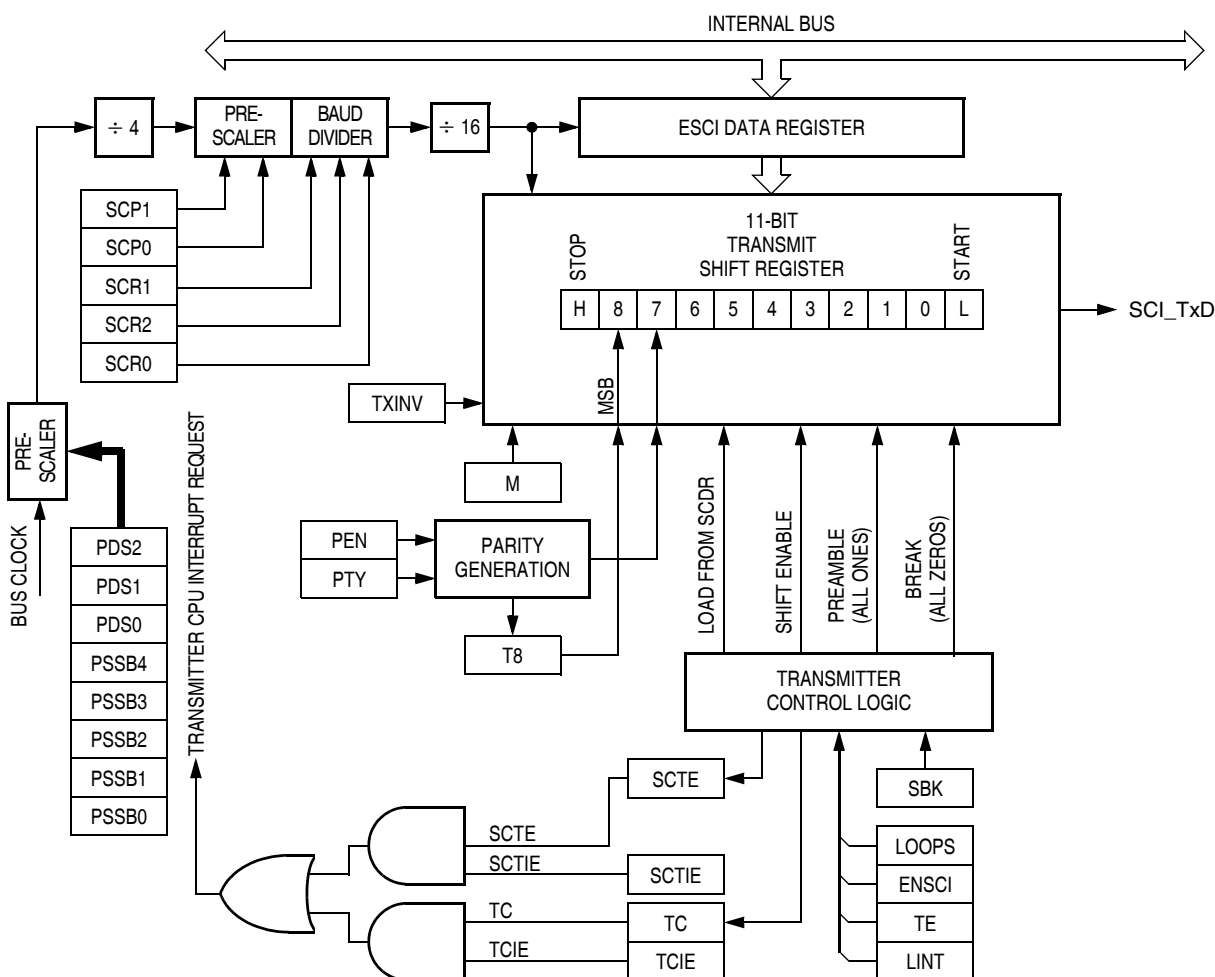 INTERNAL BUS
÷ 4
PRE-
SCALER
BAUD
DIVIDER
÷ 16
ESCI DATA REGISTER
SCP1
SCP0
SCR1
SCR2
SCR0
11-BIT
TRANSMIT
SHIFT REGISTER
STOP
START
H 8 7 6 5 4 3 2 1 0 L
SCI_TxD
MSB
TXINV
M
PRE-
SCALER
BUS CLOCK
PDS2
PDS1
PDS0
PSSB4
PSSB3
PSSB2
PSSB1
PSSB0
TRANSMITTER CPU INTERRUPT REQUEST
PEN
PTY
PARITY
GENERATION
T8
LOAD FROM SCDR
SHIFT ENABLE
PREAMBLE
(ALL ONES)
BREAK
(ALL ZEROS)
TRANSMITTER
CONTROL LOGIC
SCTE
SBK
SCTE
SCTIE
SCTIE
TC
TC
TCIE
TCIE
LOOPS
ENSCI
TE
LINT